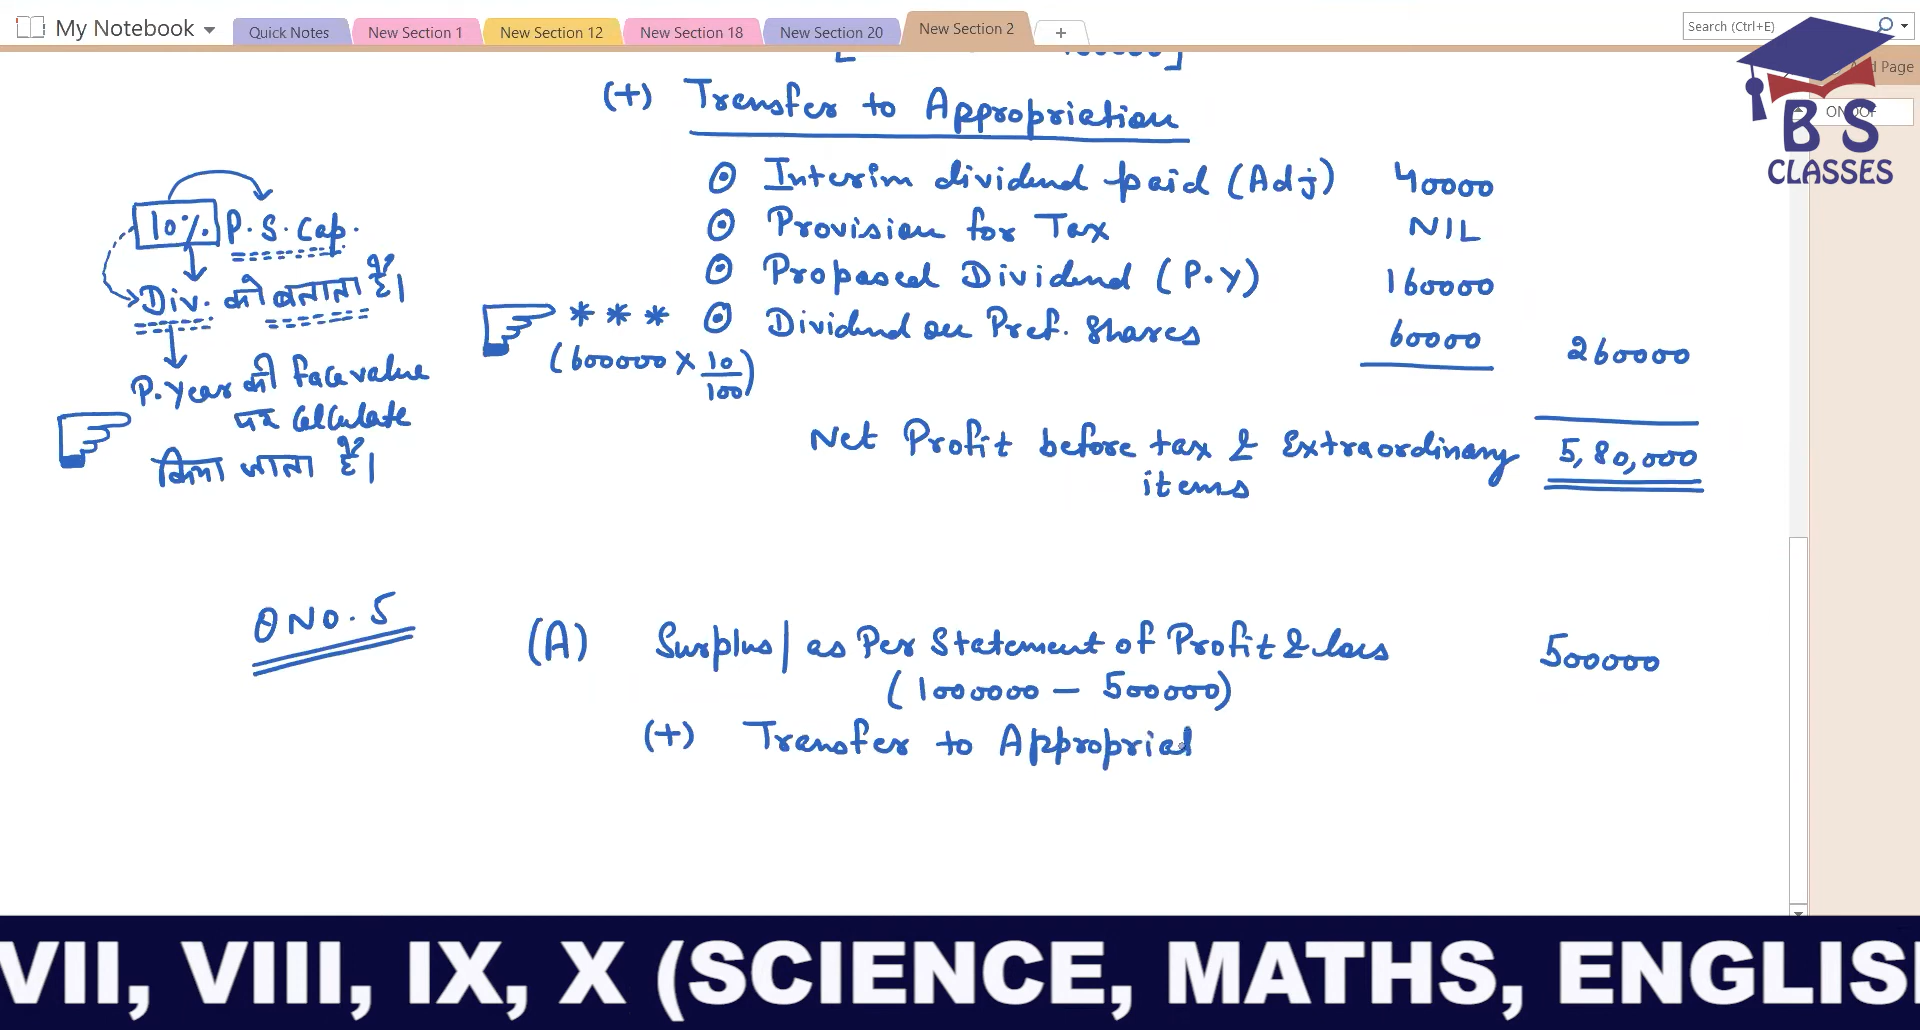 My Notebook
Quick Notes
New Section 1
New Section 12
New Section 18
New Section 20
New Section 2
+
Search (Ctrl+E)
d Page
B S
CLASSES
(+) Transfer to Appropriation
⊙ Interim dividend paid (Adj) 40000
⊙ Provision for Tax NIL
⊙ Proposed Dividend (P.Y) 160000
*** ⊙ Dividend on Pref. Shares 60000 260000
(600000 × 10/100)
Net Profit before tax & Extraordinary items 5,80,000
10% P.S. Cap.
Div. को बनाता है।
P. Year की Face value
पर Calculate
किया जाता है।
Q NO. 5
(A) Surplus | as Per Statement of Profit & loss 500000
(1000000 – 500000)
(+) Transfer to Appropriat
VII, VIII, IX, X (SCIENCE, MATHS, ENGLIS